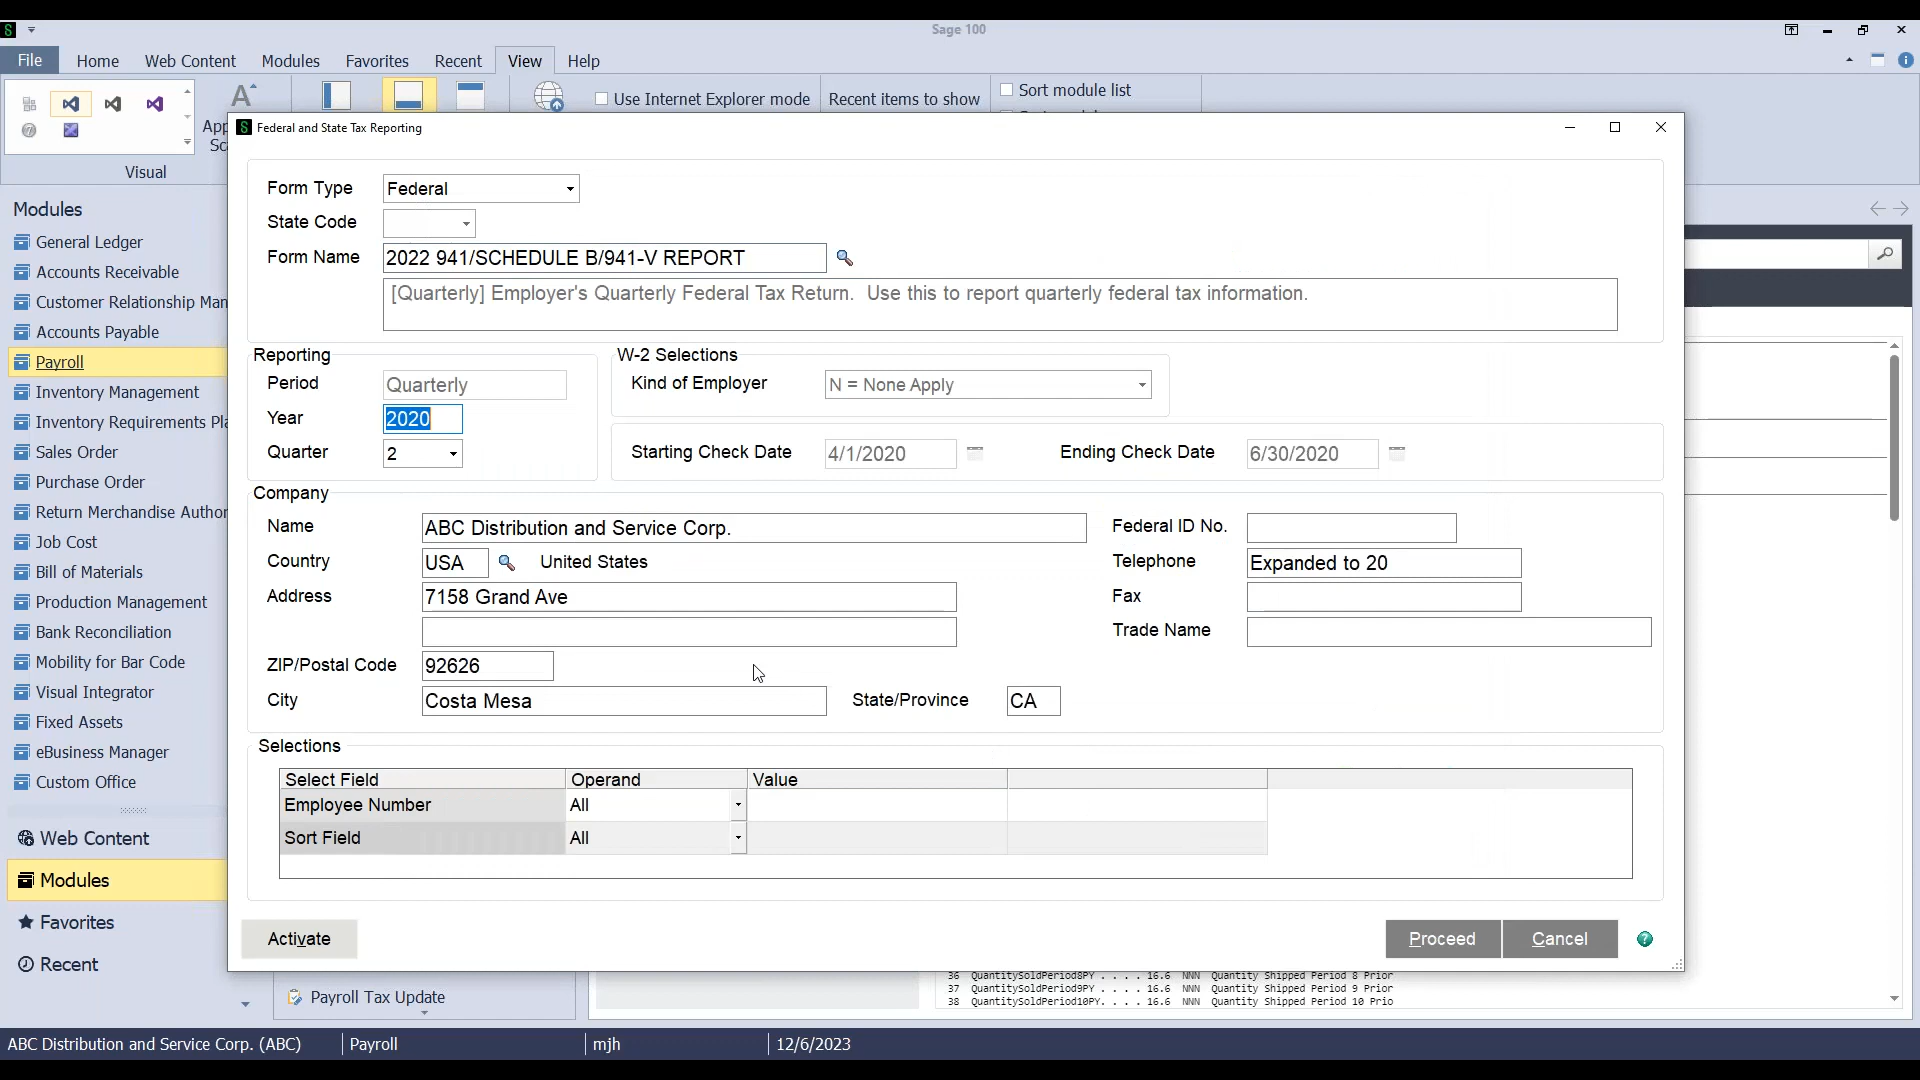 Sage 100
File Home Web Content Modules Favorites Recent View Help
Use Internet Explorer mode
Recent items to show
Sort module list
Visual
Federal and State Tax Reporting
Form Type Federal
State Code
Form Name 2022 941/SCHEDULE B/941-V REPORT
[Quarterly] Employer's Quarterly Federal Tax Return. Use this to report quarterly federal tax information.
Reporting
Period Quarterly
Year 2020
Quarter 2
W-2 Selections
Kind of Employer N = None Apply
Starting Check Date 4/1/2020
Ending Check Date 6/30/2020
Company
Name ABC Distribution and Service Corp.
Federal ID No.
Country USA United States
Telephone Expanded to 20
Address 7158 Grand Ave
Fax
Trade Name
ZIP/Postal Code 92626
City Costa Mesa
State/Province CA
Selections
Select Field Operand Value
Employee Number All
Sort Field All
Activate
Proceed
Cancel
Modules
General Ledger
Accounts Receivable
Customer Relationship Man
Accounts Payable
Payroll
Inventory Management
Inventory Requirements Pla
Sales Order
Purchase Order
Return Merchandise Author
Job Cost
Bill of Materials
Production Management
Bank Reconciliation
Mobility for Bar Code
Visual Integrator
Fixed Assets
eBusiness Manager
Custom Office
Web Content
Modules
Favorites
Recent
Payroll Tax Update
36 QuantitySoldPeriod8PY . . . . 16.6 NNN Quantity Shipped Period 8 Prior
37 QuantitySoldPeriod9PY . . . . 16.6 NNN Quantity Shipped Period 9 Prior
38 QuantitySoldPeriod10PY. . . . 16.6 NNN Quantity Shipped Period 10 Prio
ABC Distribution and Service Corp. (ABC) Payroll mjh 12/6/2023